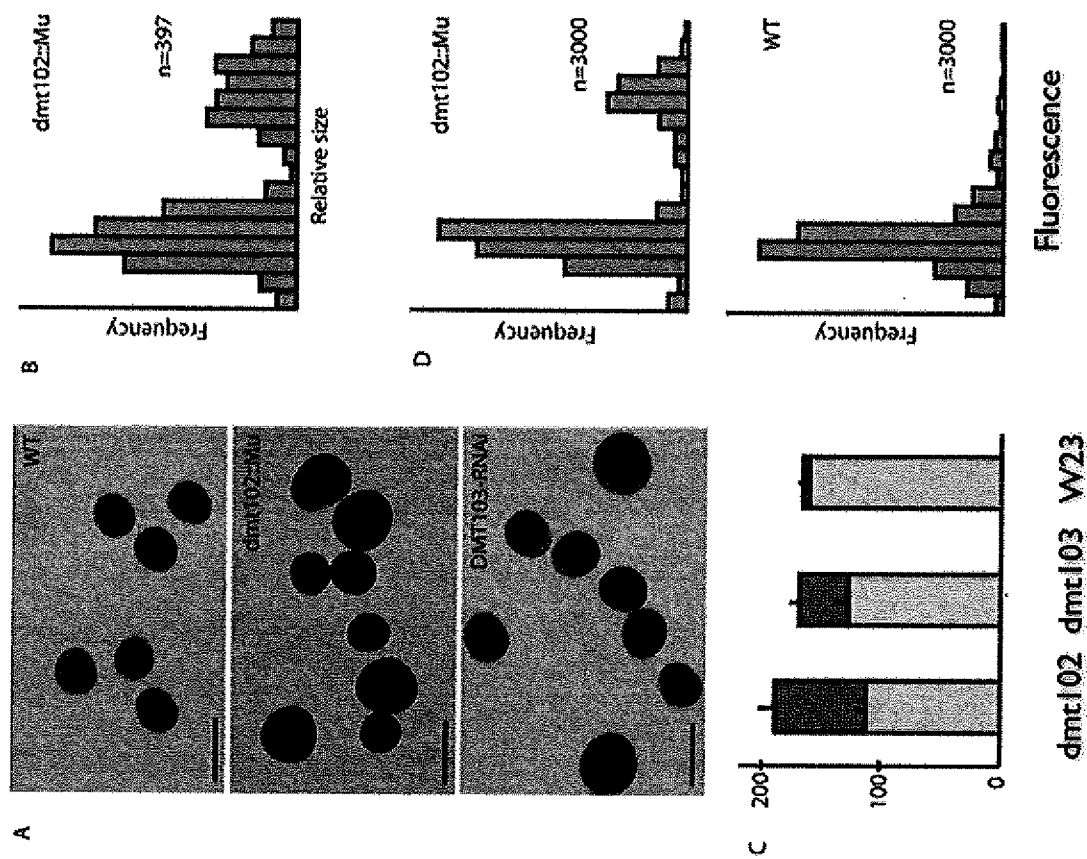 A
WT
dmt102::Mu
DMT103-RNAi
B
dmt102::Mu
n=397
Frequency
Relative size
C
200
100
0
dmt102 dmt103 W23
D
dmt102::Mu
n=3000
Frequency
WT
n=3000
Frequency
Fluorescence